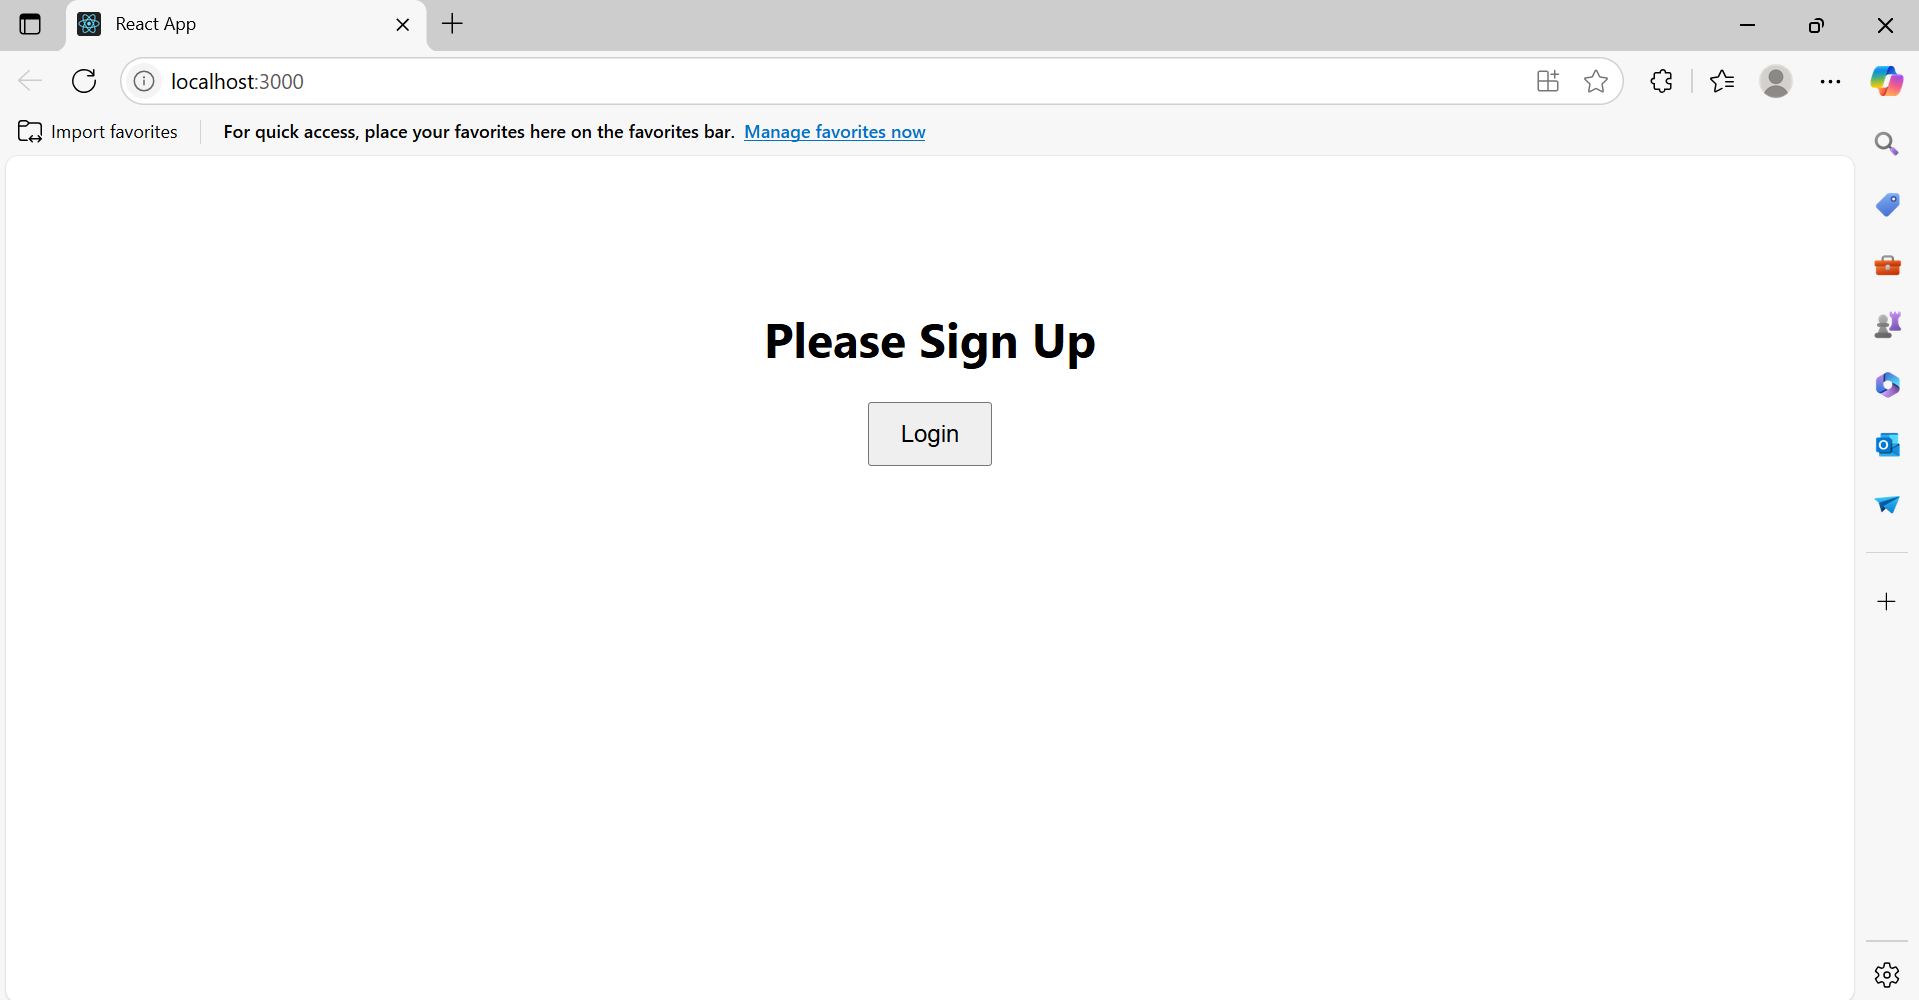 React App
localhost:3000
Import favorites
For quick access, place your favorites here on the favorites bar. Manage favorites now
Please Sign Up
Login